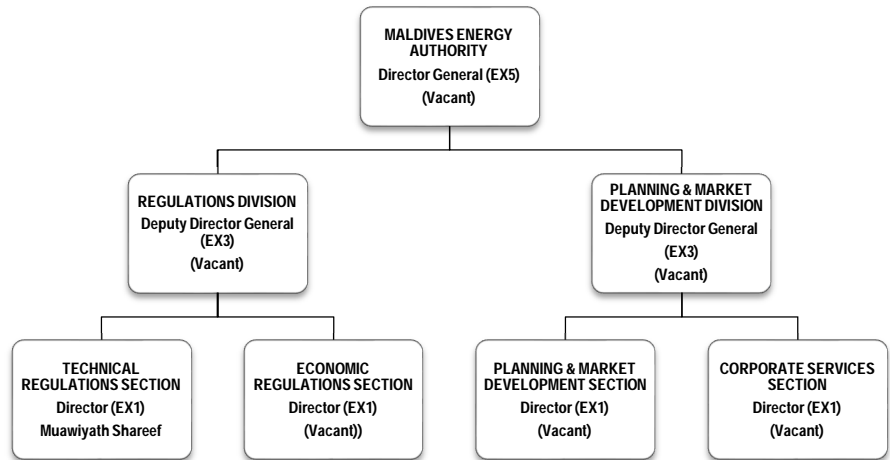 MALDIVES ENERGY
AUTHORITY
Director General (EX5)
(Vacant)
REGULATIONS DIVISION
Deputy Director General
(EX3)
(Vacant)
PLANNING & MARKET
DEVELOPMENT DIVISION
Deputy Director General
(EX3)
(Vacant)
TECHNICAL
REGULATIONS SECTION
Director (EX1)
Muawiyath Shareef
ECONOMIC
REGULATIONS SECTION
Director (EX1)
(Vacant))
PLANNING & MARKET
DEVELOPMENT SECTION
Director (EX1)
(Vacant)
CORPORATE SERVICES
SECTION
Director (EX1)
(Vacant)